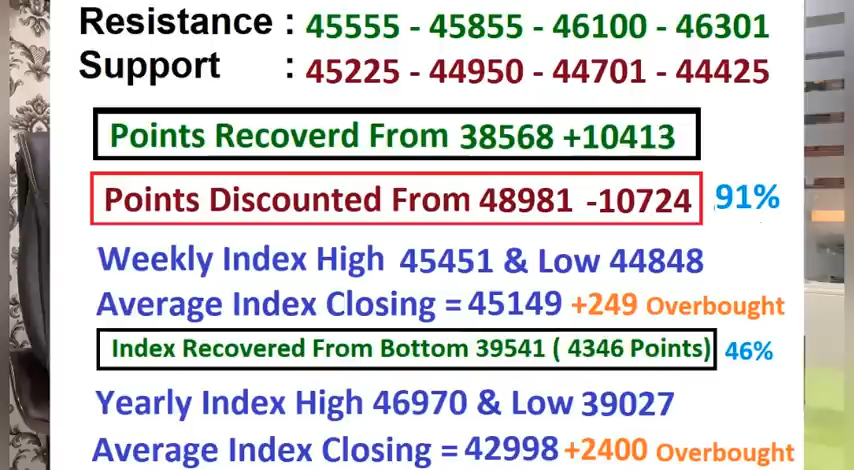 Resistance : 45555 - 45855 - 46100 - 46301
Support : 45225 - 44950 - 44701 - 44425
Points Recoverd From 38568 +10413
Points Discounted From 48981 -10724 91%
Weekly Index High 45451 & Low 44848
Average Index Closing = 45149 +249 Overbought
Index Recovered From Bottom 39541 ( 4346 Points) 46%
Yearly Index High 46970 & Low 39027
Average Index Closing = 42998 +2400 Overbought